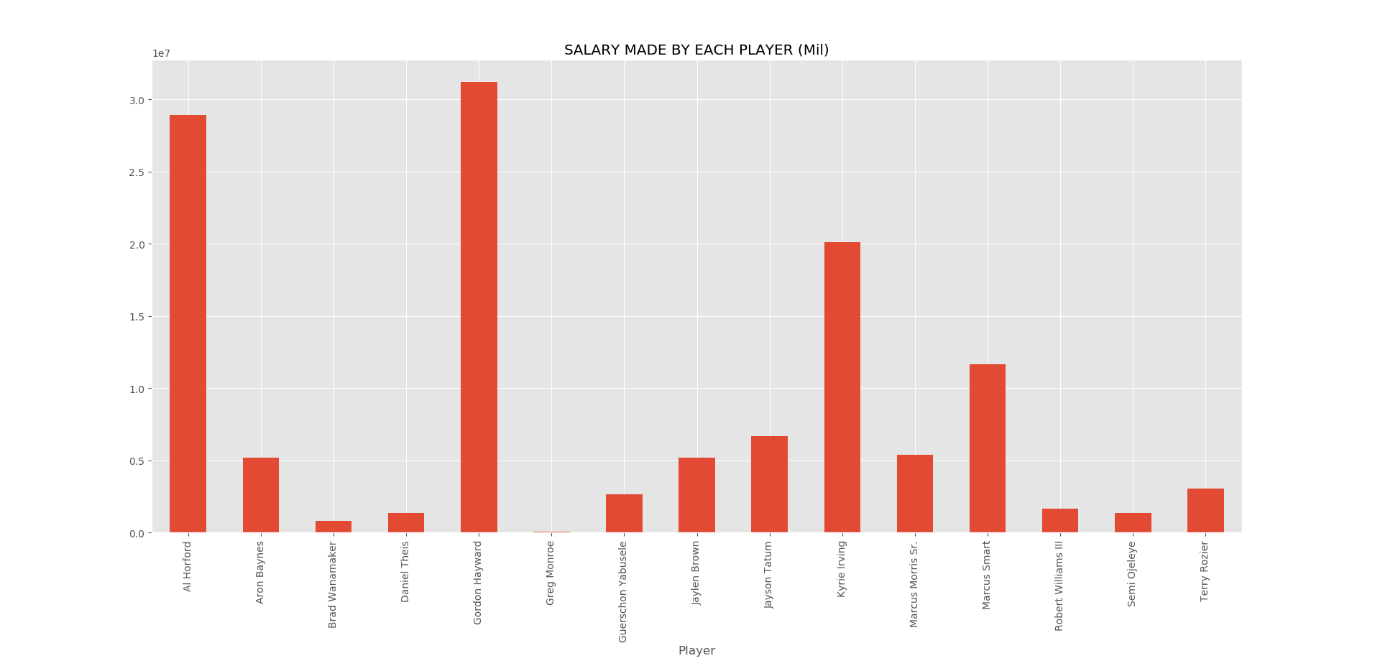 SALARY MADE BY EACH PLAYER (Mil)
1e7
3.0
2.5
2.0
1.5
1.0
0.5
0.0
Al Horford
Aron Baynes
Brad Wanamaker
Daniel Theis
Gordon Hayward
Greg Monroe
Guerschon Yabusele
Jaylen Brown
Jayson Tatum
Kyrie Irving
Marcus Morris Sr.
Marcus Smart
Robert Williams III
Semi Ojeleye
Terry Rozier
Player